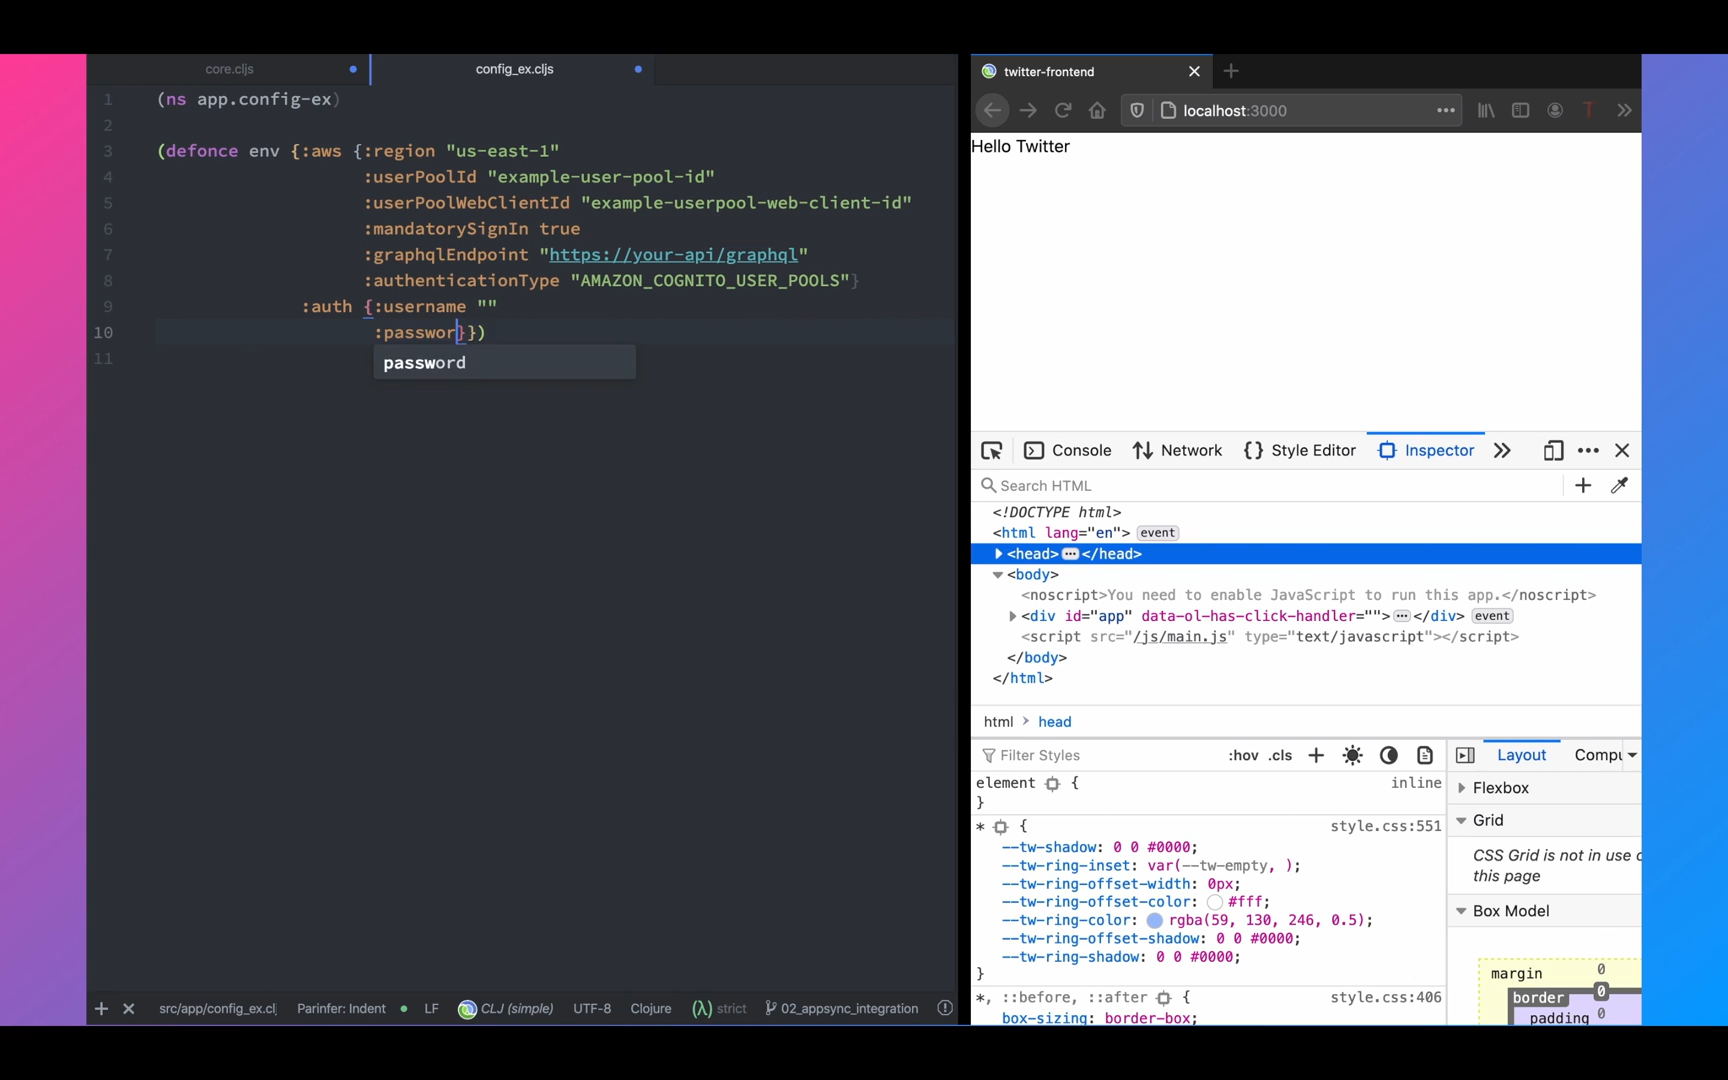 core.cljs
config_ex.cljs
1 (ns app.config-ex)
2
3 (defonce env {:aws {:region "us-east-1"
4 :userPoolId "example-user-pool-id"
5 :userPoolWebClientId "example-userpool-web-client-id"
6 :mandatorySignIn true
7 :graphqlEndpoint "https://your-api/graphql"
8 :authenticationType "AMAZON_COGNITO_USER_POOLS"}
9 :auth {:username ""
10 :passwor}})
11
password
src/app/config_ex.cl Parinfer: Indent LF CLJ (simple) UTF-8 Clojure (λ) strict 02_appsync_integration
twitter-frontend
localhost:3000
Hello Twitter
Console Network Style Editor Inspector
Search HTML
<!DOCTYPE html>
<html lang="en"> event
<head> ••• </head>
<body>
<noscript>You need to enable JavaScript to run this app.</noscript>
<div id="app" data-ol-has-click-handler=""> ••• </div> event
<script src="/js/main.js" type="text/javascript"></script>
</body>
</html>
html > head
Filter Styles :hov .cls
element { inline
}
* { style.css:551
--tw-shadow: 0 0 #0000;
--tw-ring-inset: var(--tw-empty, );
--tw-ring-offset-width: 0px;
--tw-ring-offset-color: #fff;
--tw-ring-color: rgba(59, 130, 246, 0.5);
--tw-ring-offset-shadow: 0 0 #0000;
--tw-ring-shadow: 0 0 #0000;
}
*, ::before, ::after { style.css:406
box-sizing: border-box;
Layout Compu
Flexbox
Grid
CSS Grid is not in use o
this page
Box Model
margin 0
border 0
padding 0